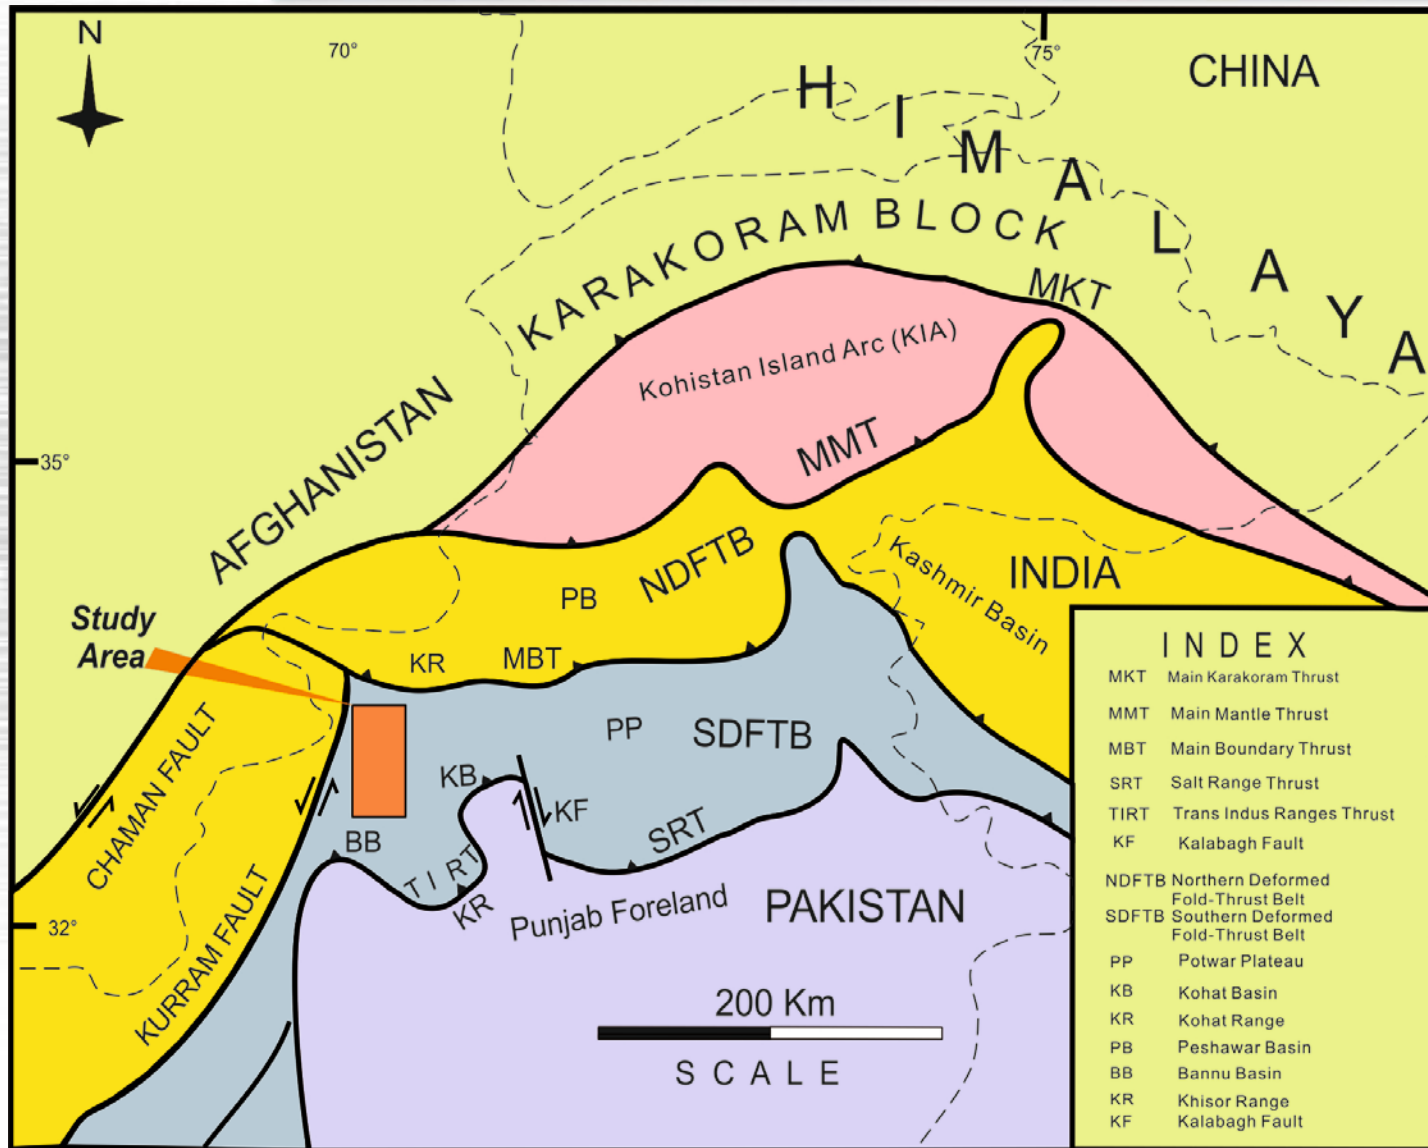 N
70°
75°
CHINA
HIMALAYA
KARAKORAM BLOCK
MKT
Kohistan Island Arc (KIA)
AFGHANISTAN
35°
MMT
NDFTB
Kashmir Basin
INDIA
PB
Study
Area
KR
MBT
PP
SDFTB
CHAMAN FAULT
KB
KF
SRT
BB
TIRT
KR
Punjab Foreland
PAKISTAN
32°
KURRAM FAULT
200 Km
SCALE
INDEX
MKT Main Karakoram Thrust
MMT Main Mantle Thrust
MBT Main Boundary Thrust
SRT Salt Range Thrust
TIRT Trans Indus Ranges Thrust
KF Kalabagh Fault
NDFTB Northern Deformed
Fold-Thrust Belt
SDFTB Southern Deformed
Fold-Thrust Belt
PP Potwar Plateau
KB Kohat Basin
KR Kohat Range
PB Peshawar Basin
BB Bannu Basin
KR Khisor Range
KF Kalabagh Fault